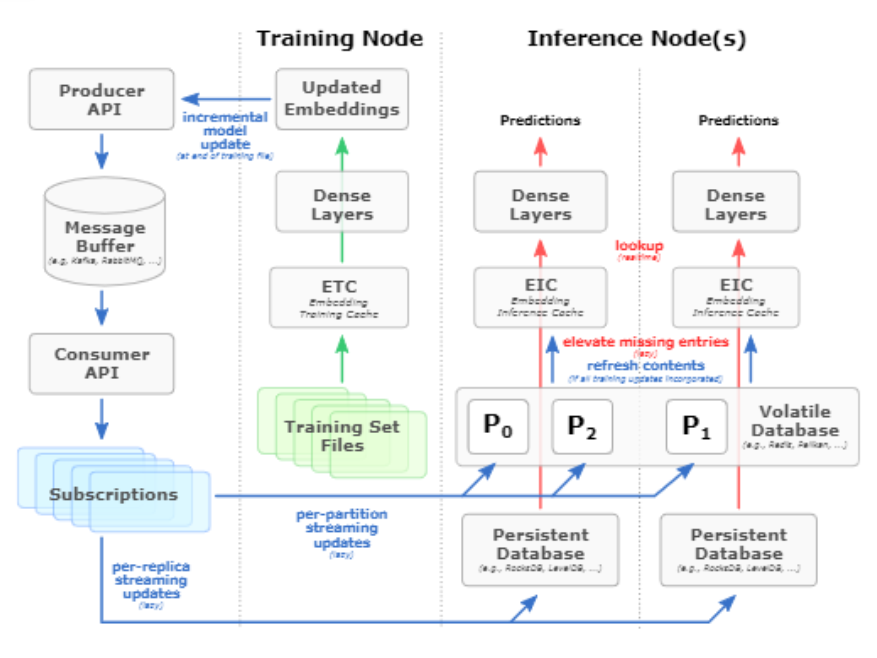 Training Node
Inference Node(s)
Producer
API
incremental
model
update
(at end of training file)
Message
Buffer
(e.g, Kafka, RabbitMQ, ...)
Consumer
API
Subscriptions
per-replica
streaming
updates
(lazy)
Updated
Embeddings
Dense
Layers
ETC
Embedding
Training Cache
Training Set
Files
per-partition
streaming
updates
(lazy)
Predictions
Predictions
Dense
Layers
Dense
Layers
lookup
(realtime)
EIC
Embedding
Inference Cache
EIC
Embedding
Inference Cache
elevate missing entries
(lazy)
refresh contents
(if all training updates incorporated)
P0
P2
P1
Volatile
Database
(e.g., Redis, Pelikan, ...)
Persistent
Database
(e.g., RocksDB, LevelDB, ...)
Persistent
Database
(e.g., RocksDB, LevelDB, ...)